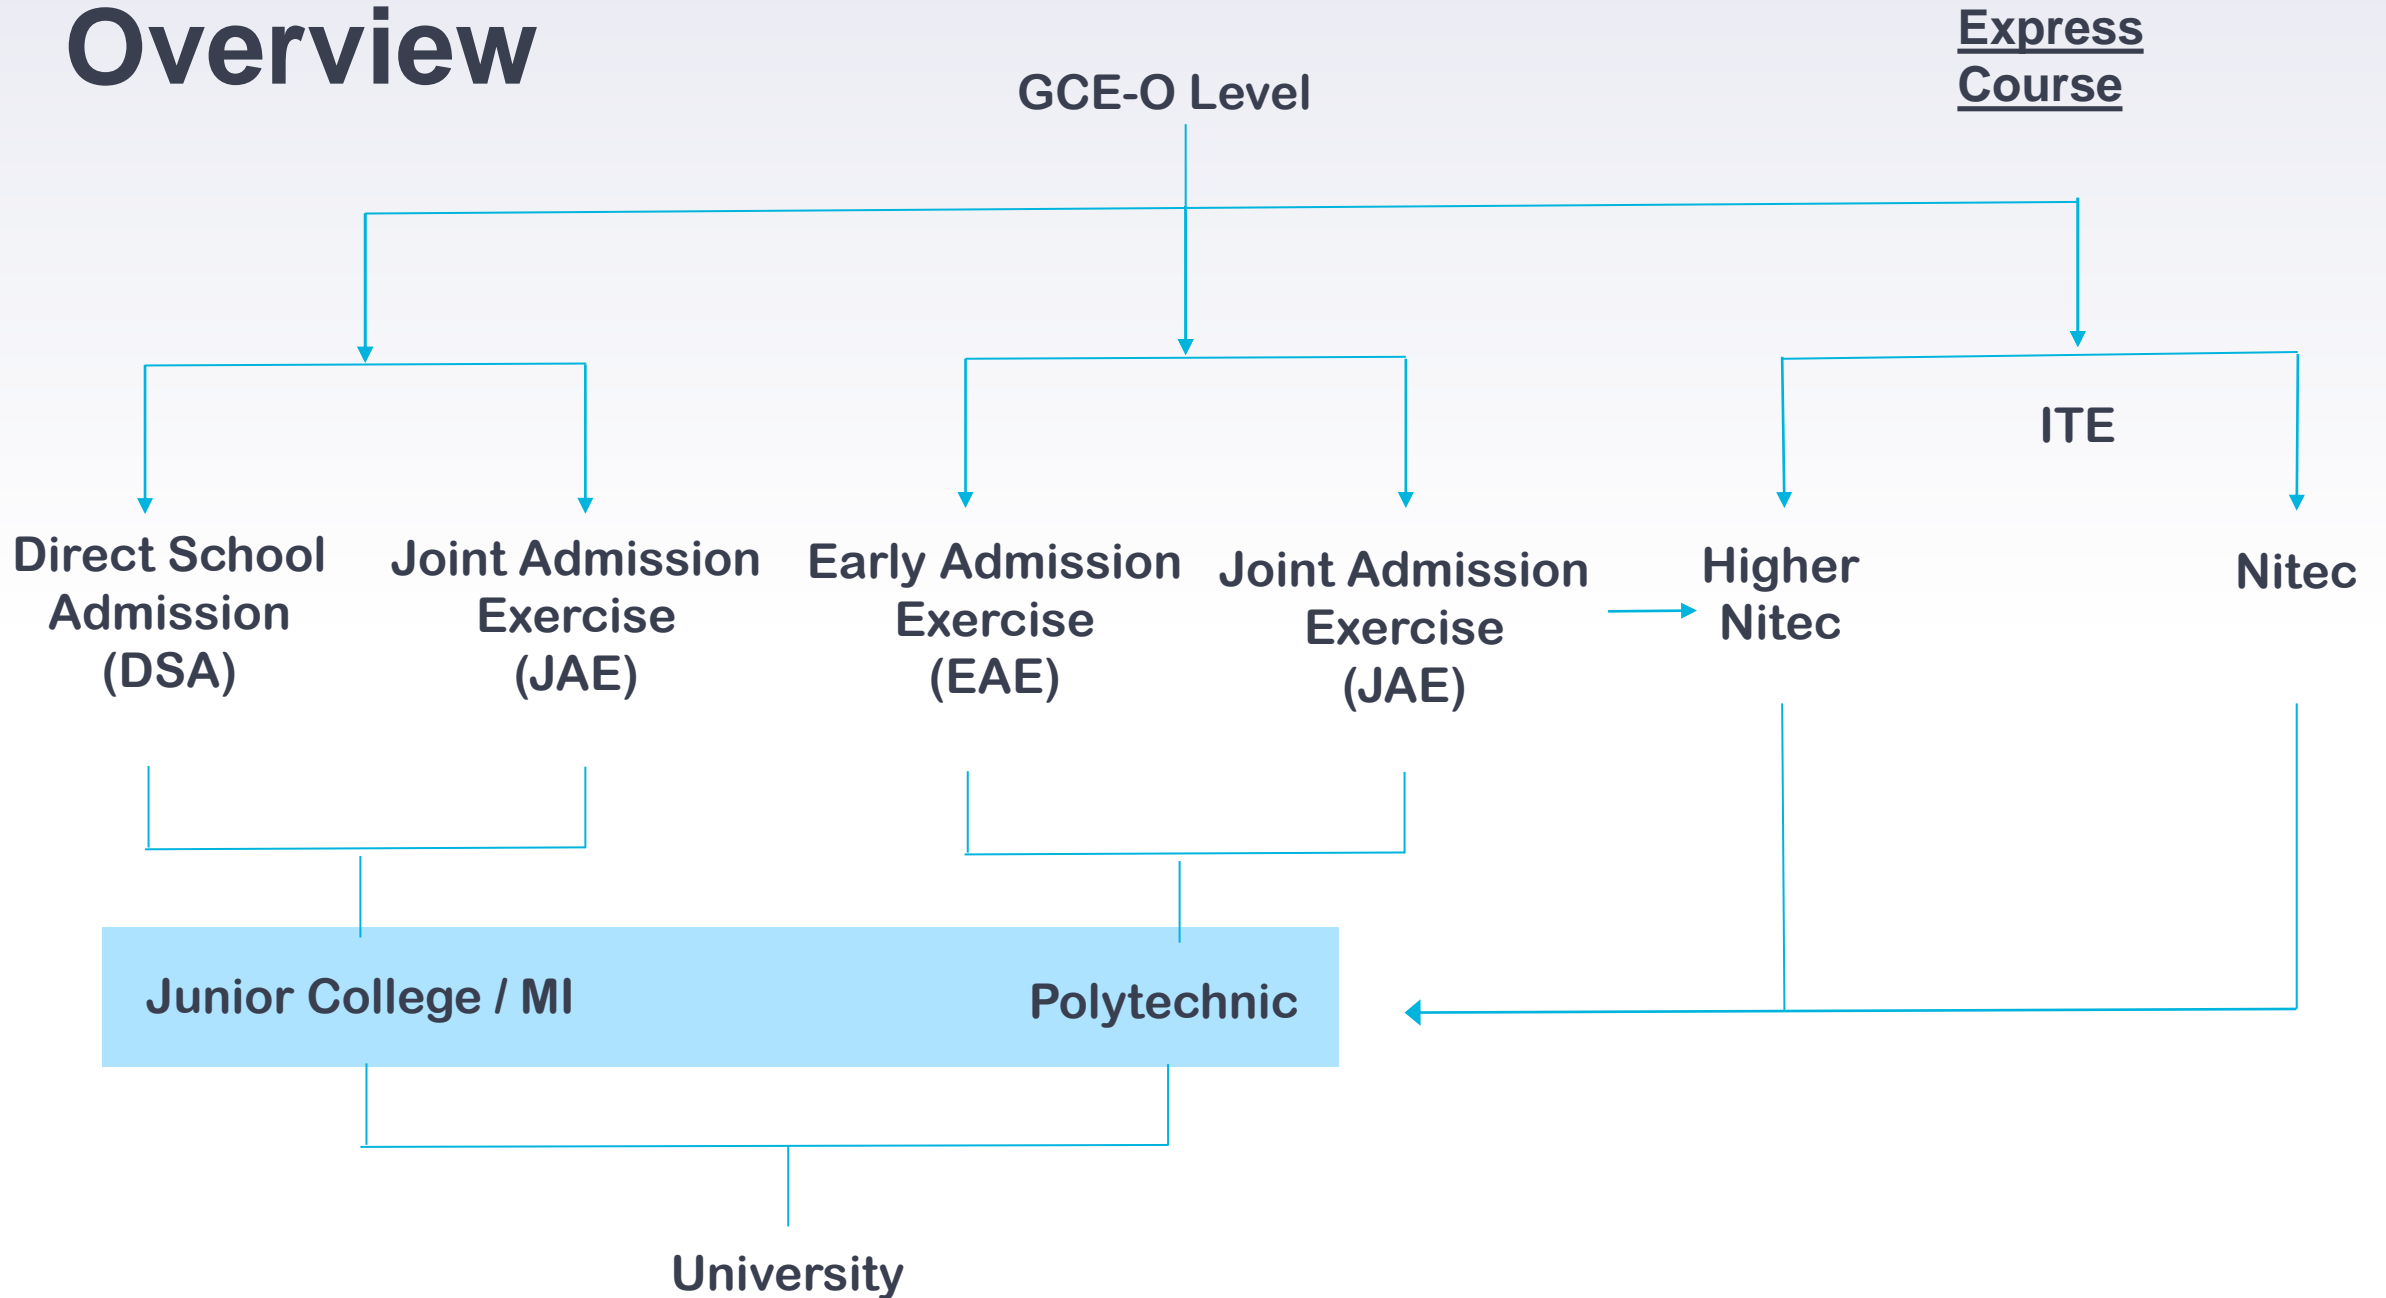 Overview
Express
Course
GCE-O Level
ITE
Direct School
Admission
(DSA)
Joint Admission
Exercise
(JAE)
Early Admission
Exercise
(EAE)
Joint Admission
Exercise
(JAE)
Higher
Nitec
Nitec
Junior College / MI
Polytechnic
University